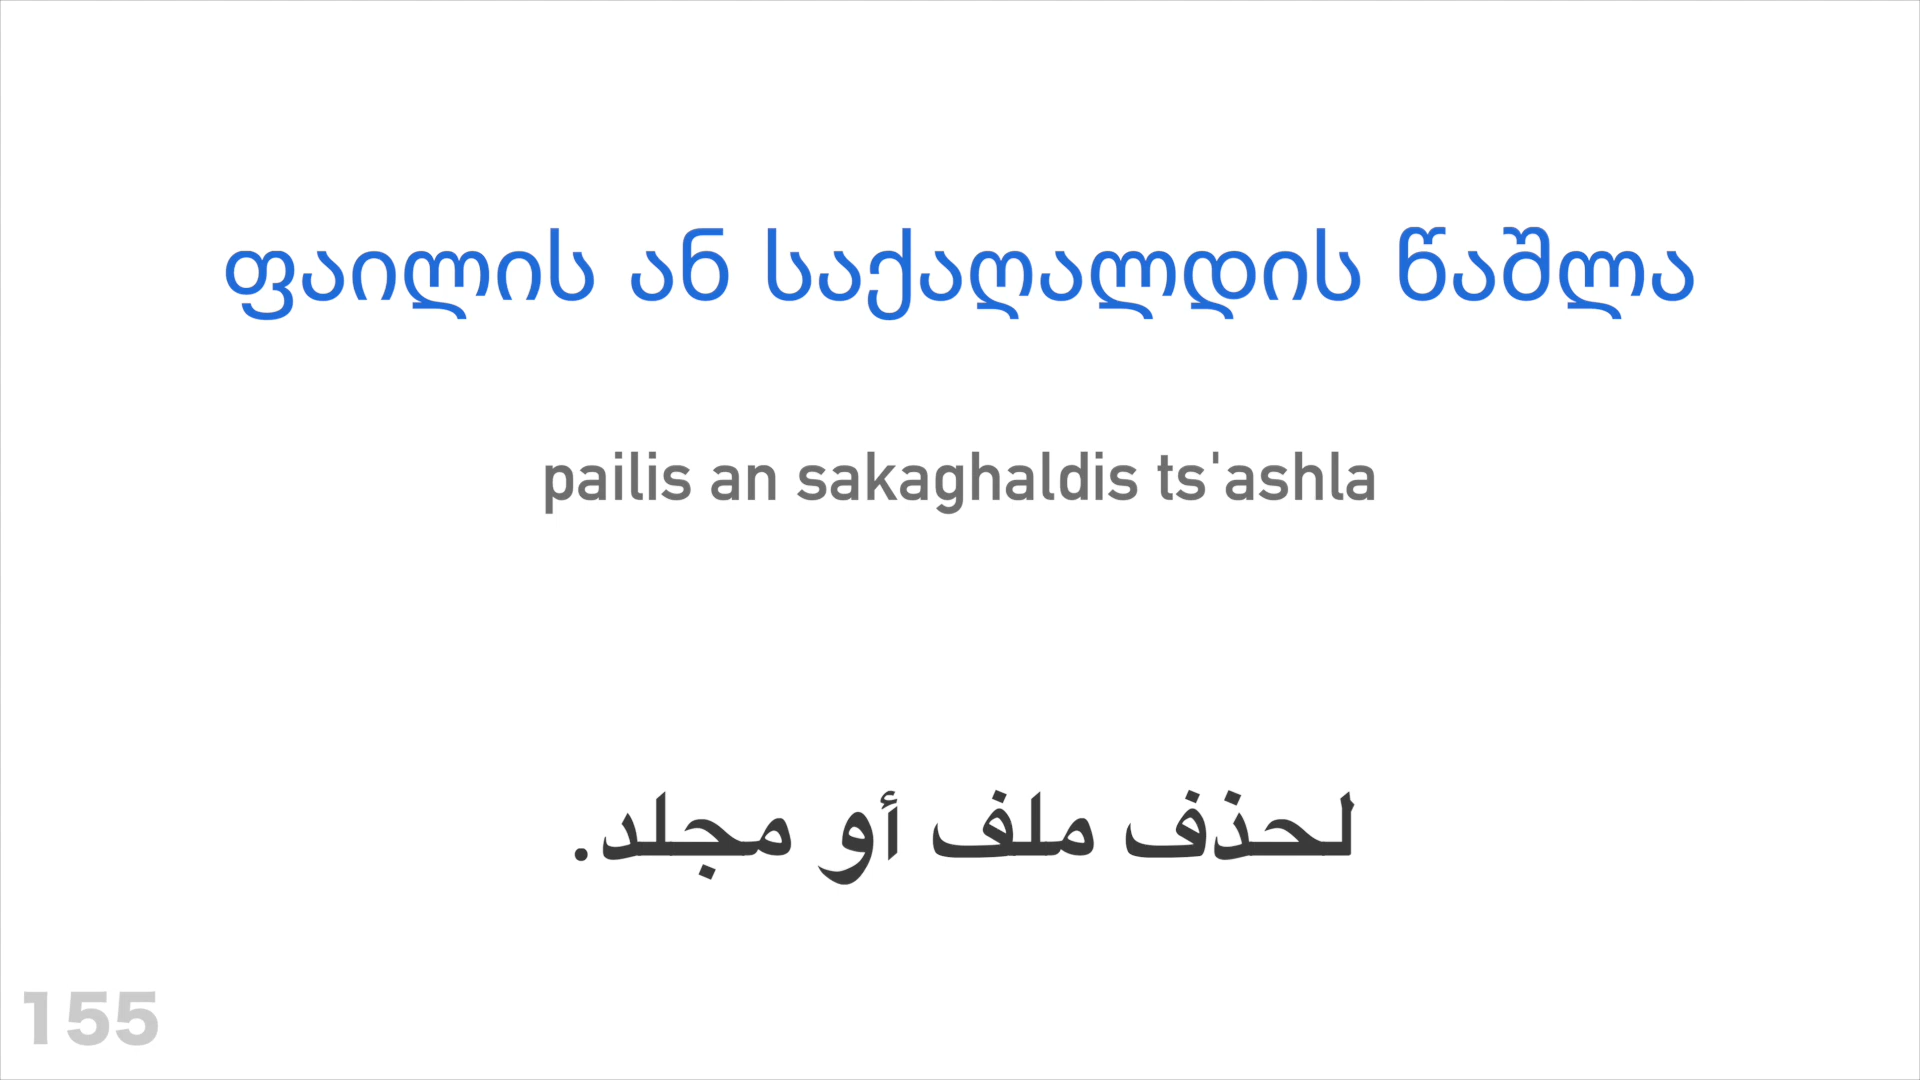 ფაილის ან საქაღალდის წაშლა
pailis an sakaghaldis ts'ashla
لحذف ملف أو مجلد.
155